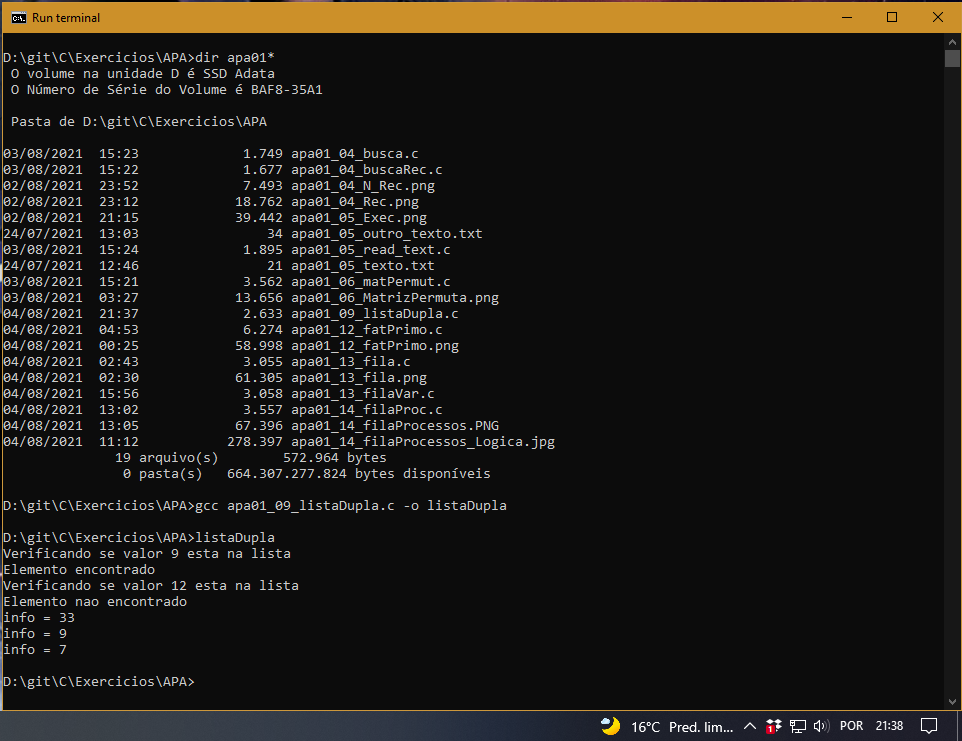 Run terminal
D:\git\C\Exercicios\APA>dir apa01*
O volume na unidade D é SSD Adata
O Número de Série do Volume é BAF8-35A1
Pasta de D:\git\C\Exercicios\APA
03/08/2021  15:23             1.749 apa01_04_busca.c
03/08/2021  15:22             1.677 apa01_04_buscaRec.c
02/08/2021  23:52             7.493 apa01_04_N_Rec.png
02/08/2021  23:12            18.762 apa01_04_Rec.png
02/08/2021  21:15            39.442 apa01_05_Exec.png
24/07/2021  13:03                34 apa01_05_outro_texto.txt
03/08/2021  15:24             1.895 apa01_05_read_text.c
24/07/2021  12:46                21 apa01_05_texto.txt
03/08/2021  15:21             3.562 apa01_06_matPermut.c
03/08/2021  03:27            13.656 apa01_06_MatrizPermuta.png
04/08/2021  21:37             2.633 apa01_09_listaDupla.c
04/08/2021  04:53             6.274 apa01_12_fatPrimo.c
04/08/2021  00:25            58.998 apa01_12_fatPrimo.png
04/08/2021  02:43             3.055 apa01_13_fila.c
04/08/2021  02:30            61.305 apa01_13_fila.png
04/08/2021  15:56             3.058 apa01_13_filaVar.c
04/08/2021  13:02             3.557 apa01_14_filaProc.c
04/08/2021  13:05            67.396 apa01_14_filaProcessos.PNG
04/08/2021  11:12           278.397 apa01_14_filaProcessos_Logica.jpg
19 arquivo(s)        572.964 bytes
0 pasta(s)   664.307.277.824 bytes disponíveis
D:\git\C\Exercicios\APA>gcc apa01_09_listaDupla.c -o listaDupla
D:\git\C\Exercicios\APA>listaDupla
Verificando se valor 9 esta na lista
Elemento encontrado
Verificando se valor 12 esta na lista
Elemento nao encontrado
info = 33
info = 9
info = 7
D:\git\C\Exercicios\APA>
16°C Pred. lim... 1 POR 21:38